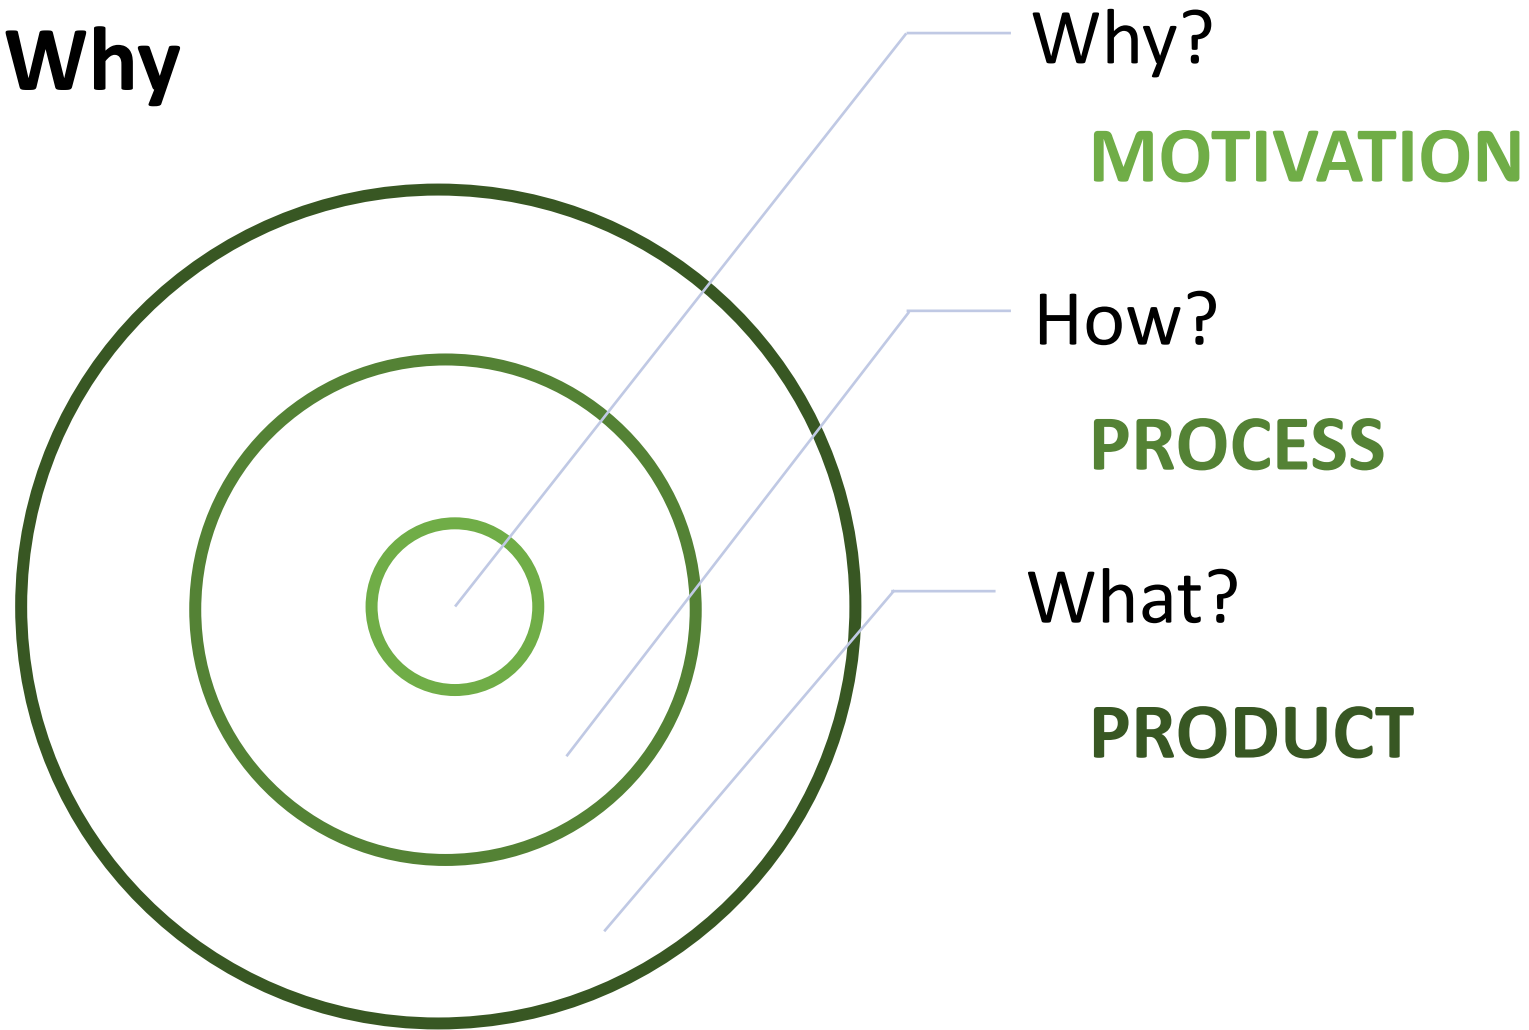 Why
Why?
MOTIVATION
How?
PROCESS
What?
PRODUCT